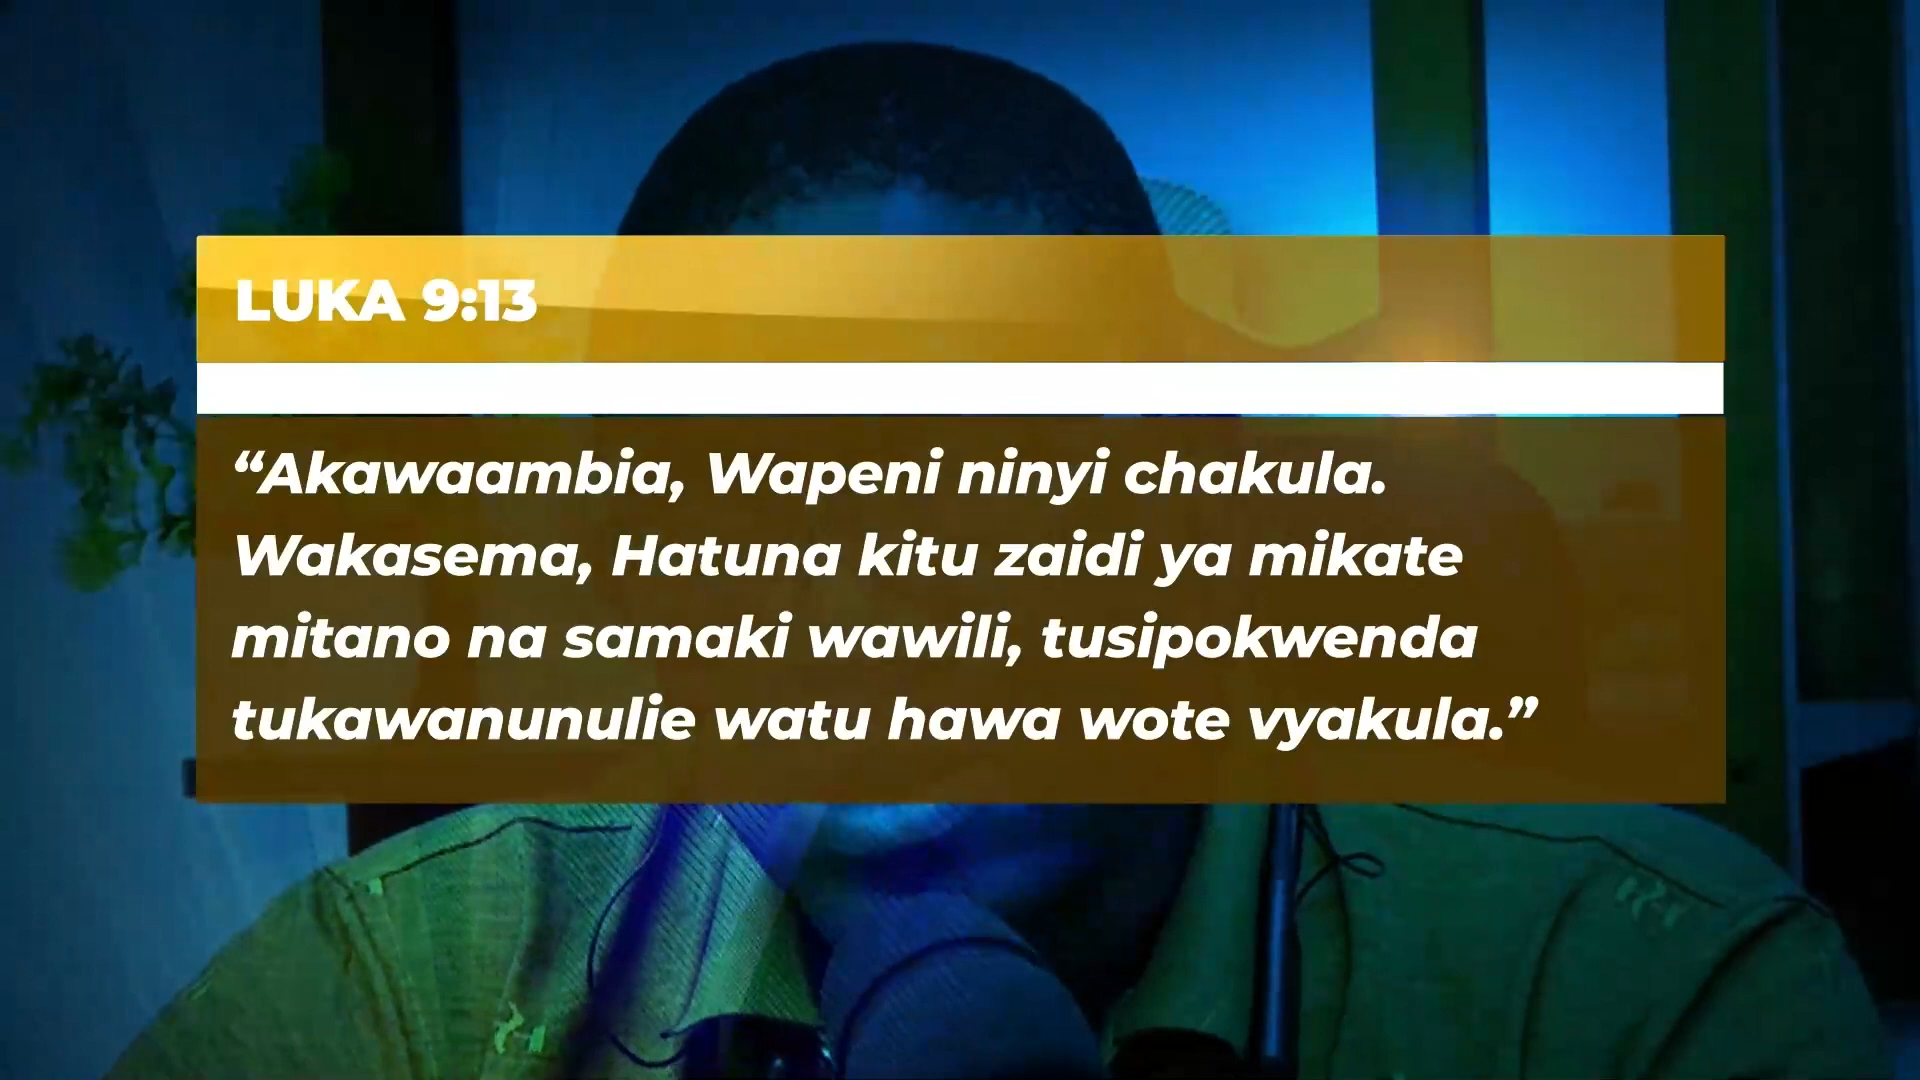 LUKA 9:13
“Akawaambia, Wapeni ninyi chakula.
Wakasema, Hatuna kitu zaidi ya mikate
mitano na samaki wawili, tusipokwenda
tukawanunulie watu hawa wote vyakula.”